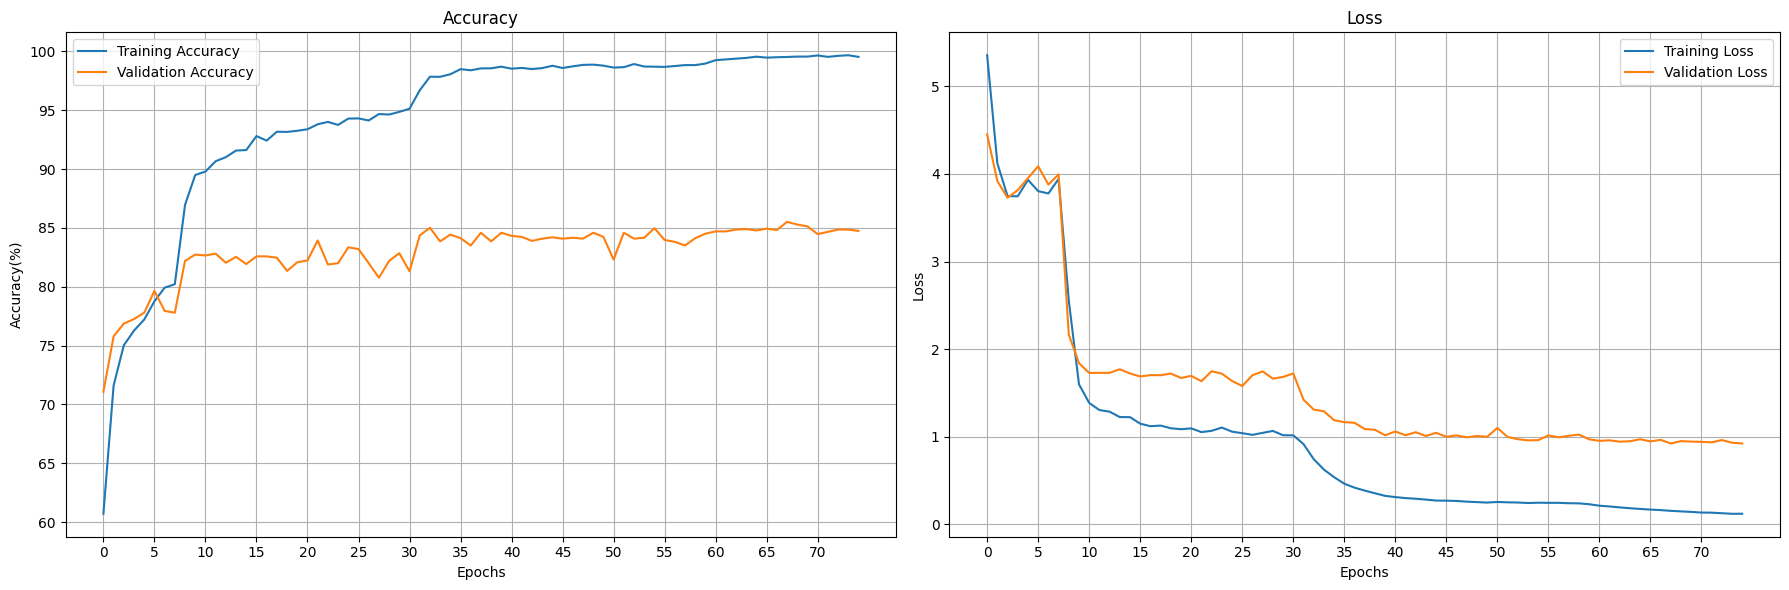 Accuracy
Training Accuracy
Validation Accuracy
100
95
90
85
80
75
70
65
60
Accuracy(%)
0 5 10 15 20 25 30 35 40 45 50 55 60 65 70
Epochs
Loss
Training Loss
Validation Loss
5
4
3
2
1
0
Loss
0 5 10 15 20 25 30 35 40 45 50 55 60 65 70
Epochs